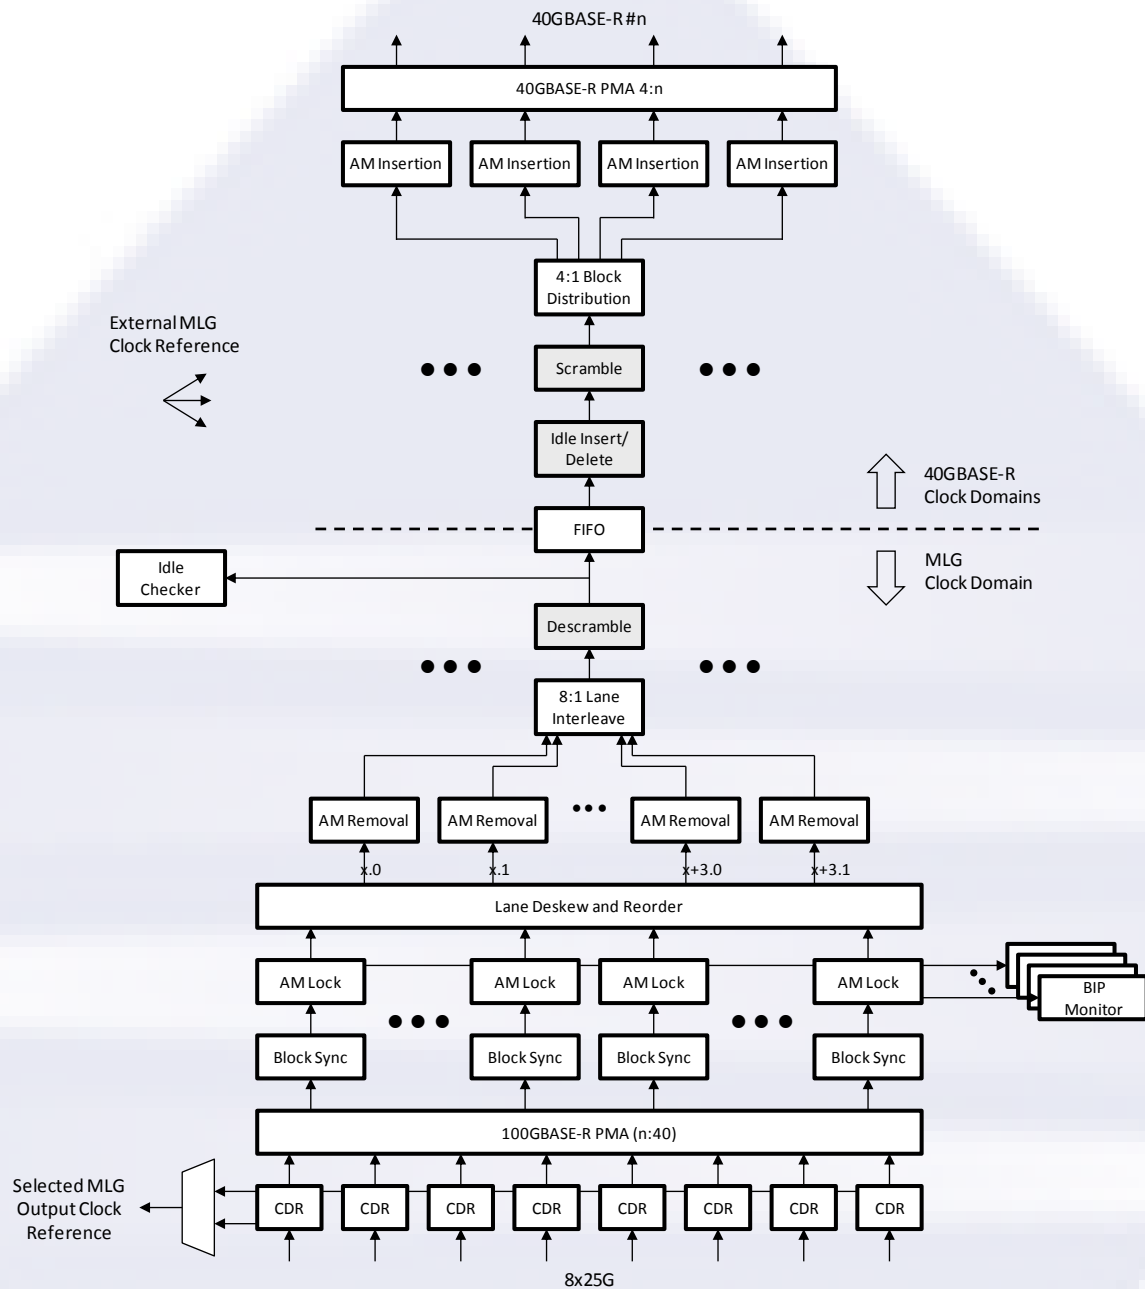 40GBASE-R #n
40GBASE-R PMA 4:n
AM Insertion
AM Insertion
AM Insertion
AM Insertion
4:1 Block
Distribution
External MLG
Clock Reference
Scramble
Idle Insert/
Delete
40GBASE-R
Clock Domains
FIFO
MLG
Clock Domain
Idle
Checker
Descramble
8:1 Lane
Interleave
AM Removal
AM Removal
AM Removal
AM Removal
x.0
x.1
x+3.0
x+3.1
Lane Deskew and Reorder
AM Lock
AM Lock
AM Lock
AM Lock
BIP
Monitor
Block Sync
Block Sync
Block Sync
Block Sync
100GBASE-R PMA (n:40)
Selected MLG
Output Clock
Reference
CDR
CDR
CDR
CDR
CDR
CDR
CDR
CDR
8x25G